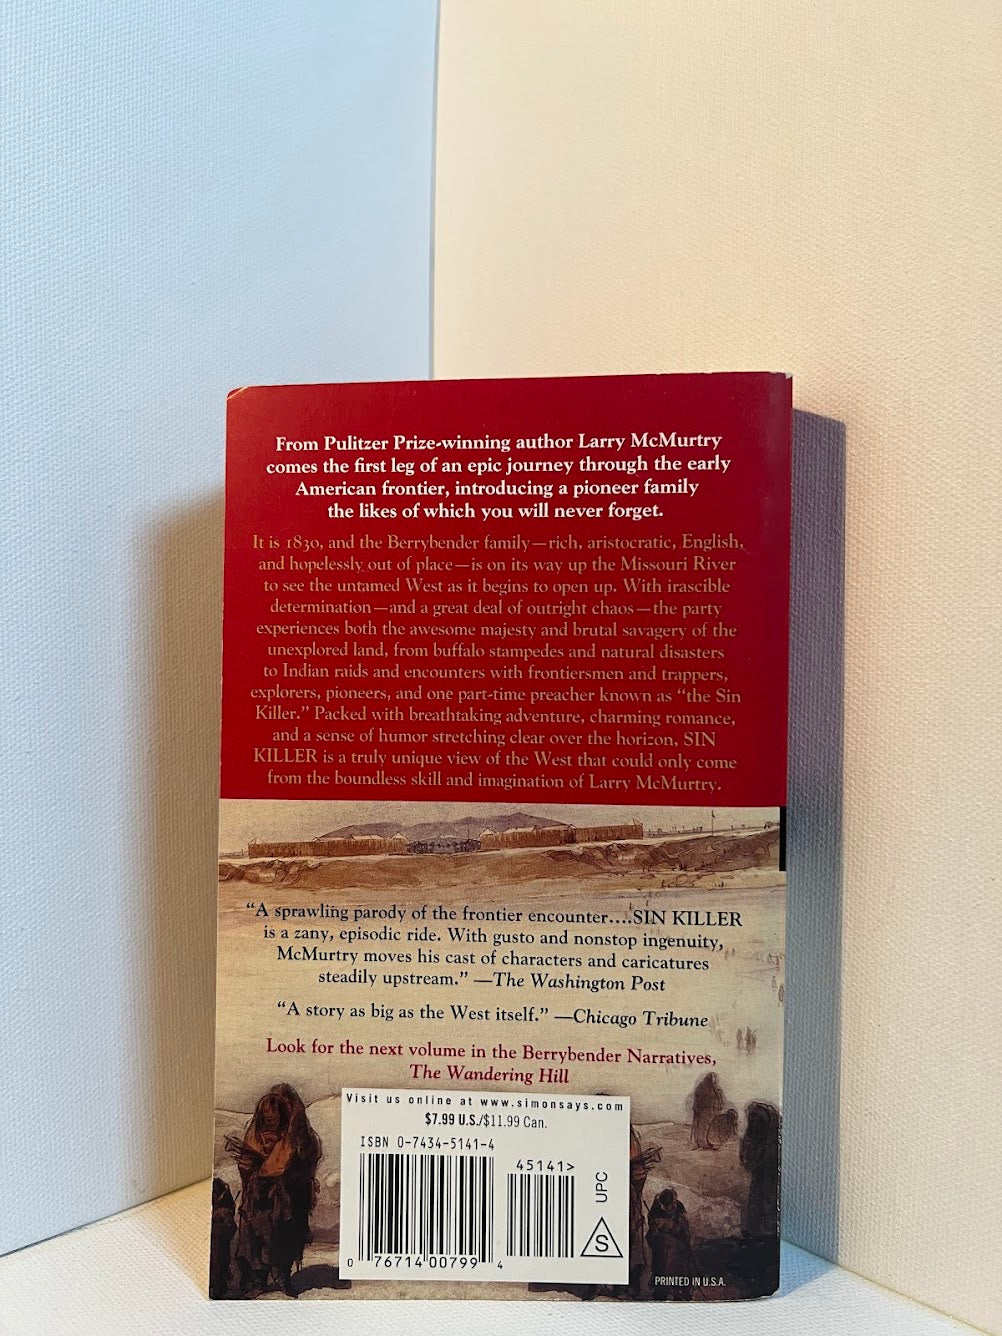 From Pulitzer Prize-winning author Larry McMurtry
comes the first leg of an epic journey through the early
American frontier, introducing a pioneer family
the likes of which you will never forget.
It is 1830, and the Berrybender family—rich, aristocratic, English,
and hopelessly out of place—is on its way up the Missouri River
to see the untamed West as it begins to open up. With irascible
determination—and a great deal of outright chaos—the party
experiences both the awesome majesty and brutal savagery of the
unexplored land, from buffalo stampedes and natural disasters
to Indian raids and encounters with frontiersmen and trappers,
explorers, pioneers, and one part-time preacher known as “the Sin
Killer.” Packed with breathtaking adventure, charming romance,
and a sense of humor stretching clear over the horizon, SIN
KILLER is a truly unique view of the West that could only come
from the boundless skill and imagination of Larry McMurtry.
“A sprawling parody of the frontier encounter....SIN KILLER
is a zany, episodic ride. With gusto and nonstop ingenuity,
McMurtry moves his cast of characters and caricatures
steadily upstream.” —The Washington Post
“A story as big as the West itself.” —Chicago Tribune
Look for the next volume in the Berrybender Narratives,
The Wandering Hill
Visit us online at www.simonsays.com
$7.99 U.S./$11.99 Can.
ISBN 0-7434-5141-4
45141>
UPC
S
0 76714 00799 4
PRINTED IN U.S.A.